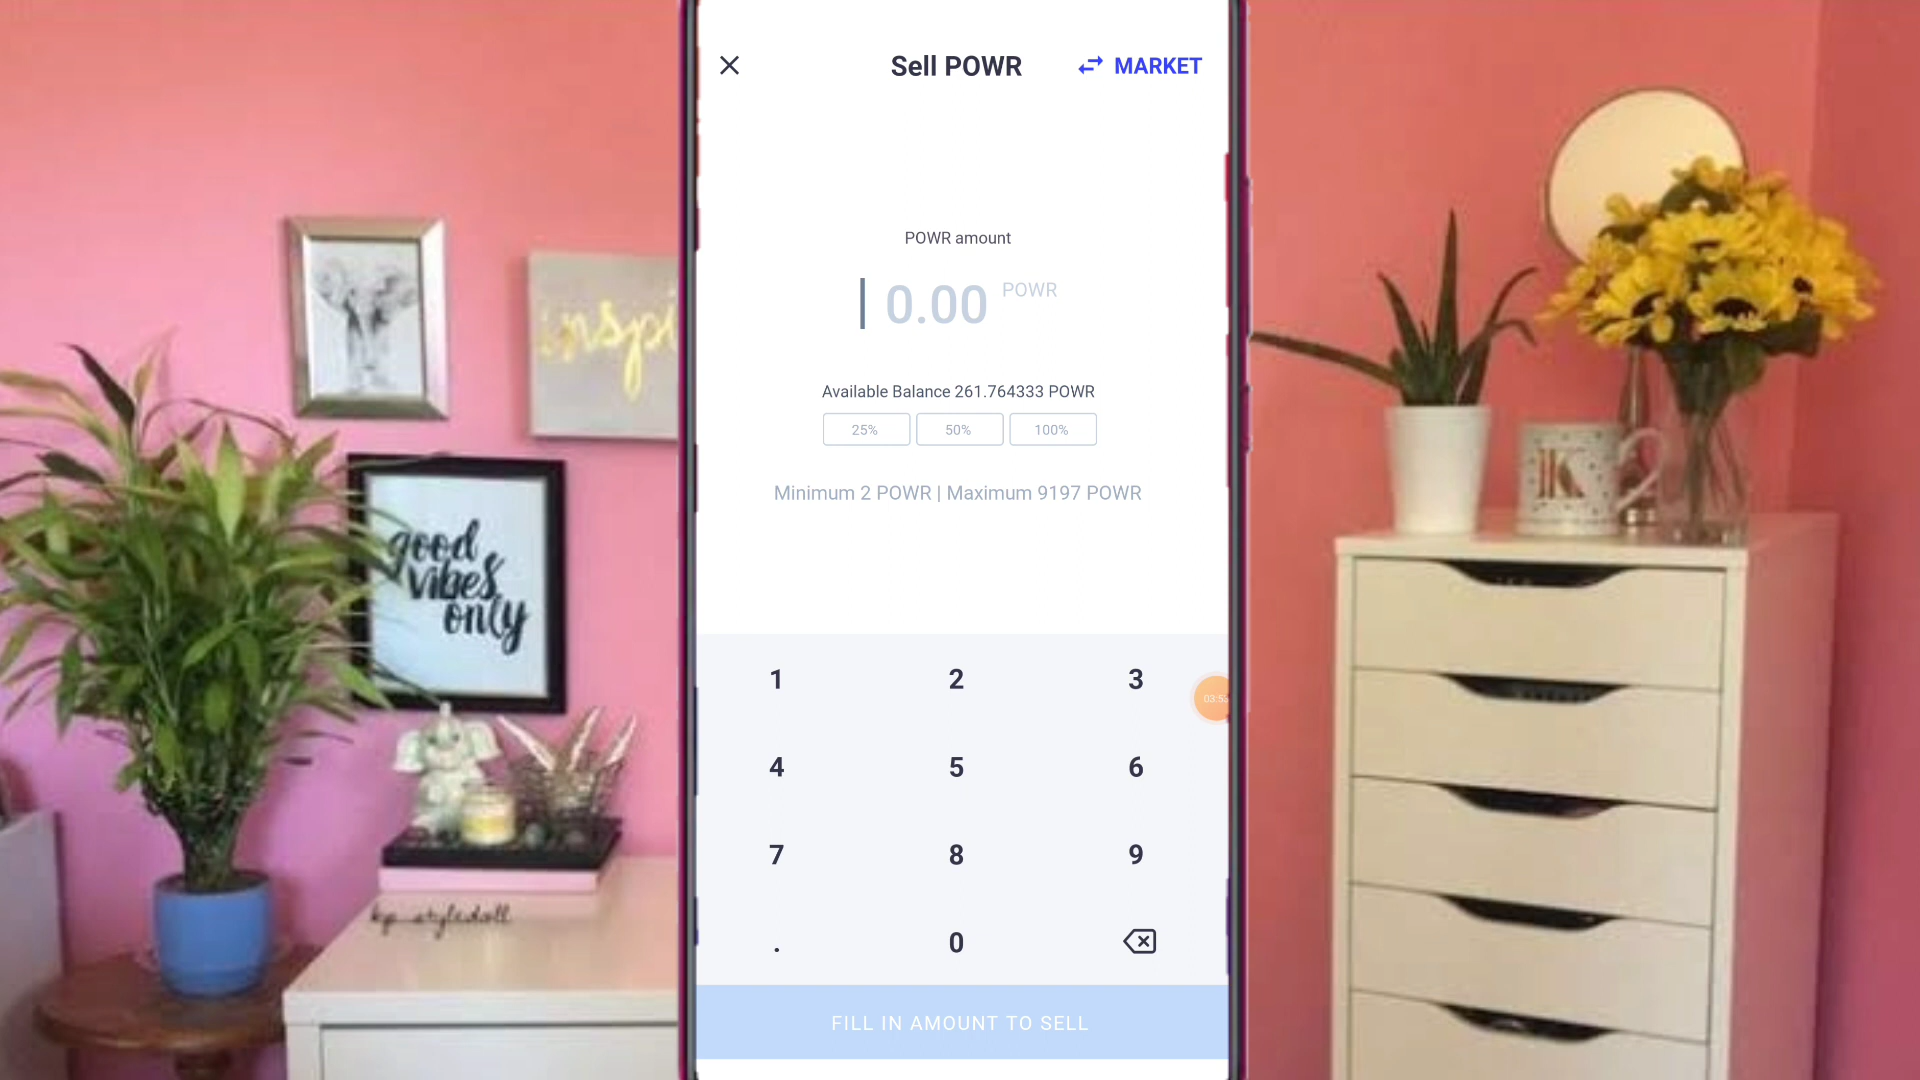 Sell POWR
MARKET
POWR amount
0.00 POWR
Available Balance 261.764333 POWR
25% 50% 100%
Minimum 2 POWR | Maximum 9197 POWR
1 2 3
4 5 6
7 8 9
. 0
FILL IN AMOUNT TO SELL
inspi
good
vibes
only
K